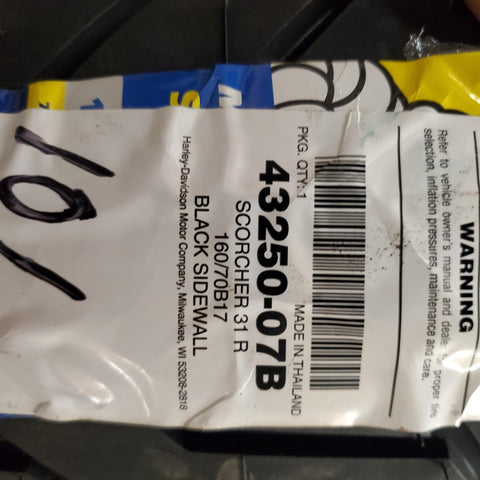 WARNING
Refer to vehicle owner's manual and dealer for proper tire
selection, inflation pressures, maintenance and care.
PKG. QTY: 1
MADE IN THAILAND
43250-07B
SCORCHER 31 R
160/70B17
BLACK SIDEWALL
Harley-Davidson Motor Company, Milwaukee, WI 53208-2818